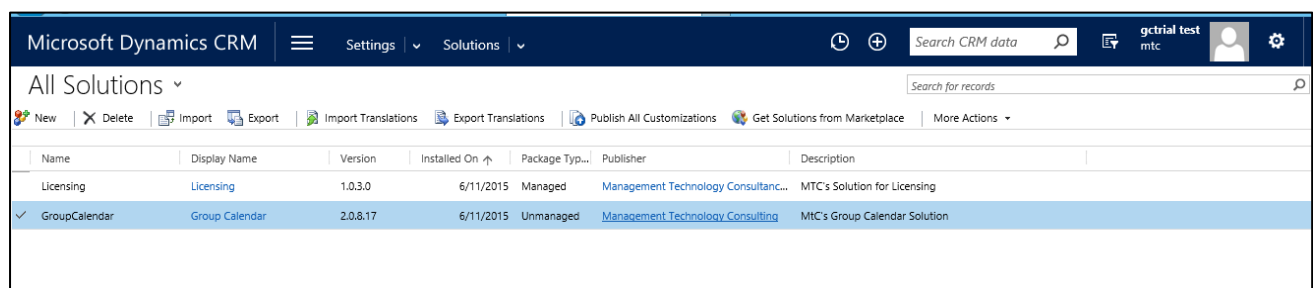 Microsoft Dynamics CRM Settings Solutions Search CRM data gctrial test
mtc
All Solutions Search for records
New Delete Import Export Import Translations Export Translations Publish All Customizations Get Solutions from Marketplace More Actions
Name Display Name Version Installed On Package Typ... Publisher Description
Licensing Licensing 1.0.3.0 6/11/2015 Managed Management Technology Consultanc... MTC's Solution for Licensing
GroupCalendar Group Calendar 2.0.8.17 6/11/2015 Unmanaged Management Technology Consulting MtC's Group Calendar Solution